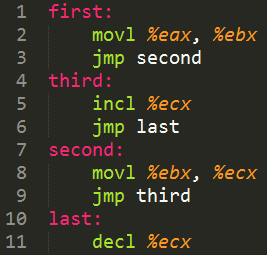 1 first:
2 movl %eax, %ebx
3 jmp second
4 third:
5 incl %ecx
6 jmp last
7 second:
8 movl %ebx, %ecx
9 jmp third
10 last:
11 decl %ecx